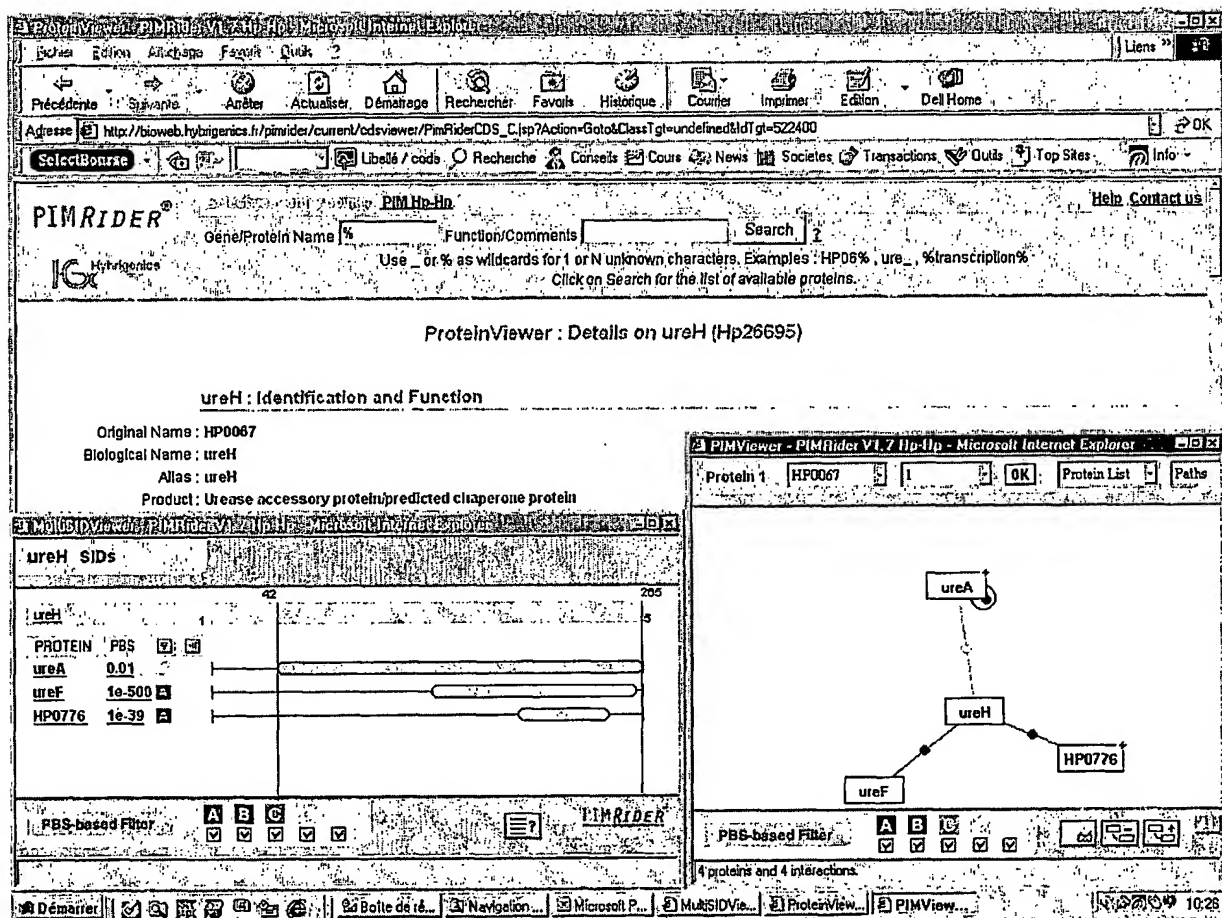 ProteinViewer - PIMRider V1.7 Hp-Hp - Microsoft Internet Explorer
Fichier Edition Affichage Favoris Outils ?
Liens »
Précédente Suivante Arrêter Actualiser Démarrage Rechercher Favoris Historique Courrier Imprimer Edition Dell Home
Adresse http://bioweb.hybrigenics.fr/pimrider/current/cdsviewer/PimRiderCDS_C.jsp?Action=Goto&ClassTgt=undefined&IdTgt=522400 OK
SelectBourse Libellé / code Recherche Conseils Cours News Societes Transactions Outils Top Sites Info
PIMRIDER®
PIM Hp-Hp
Help Contact us
Gene/Protein Name % Function/Comments Search ?
Hybrigenics
Use _ or % as wildcards for 1 or N unknown characters. Examples : HP06% , ure_ , %transcription%
Click on Search for the list of available proteins.
ProteinViewer : Details on ureH (Hp26695)
ureH : Identification and Function
Original Name : HP0067
Biological Name : ureH
Alias : ureH
Product : Urease accessory protein/predicted chaperone protein
MultiSIDViewer - PIMRider V1.7 Hp-Hp - Microsoft Internet Explorer
ureH SIDs
42 265
ureH 1
5
PROTEIN PBS
ureA 0.01
ureF 1e-500 A
HP0776 1e-39 A
PBS-based Filter A B C
PIMRIDER
PIMViewer - PIMRider V1.7 Hp-Hp - Microsoft Internet Explorer
Protein 1 HP0067 1 OK Protein List Paths
ureA
ureH
HP0776
ureF
PBS-based Filter A B C
4 proteins and 4 interactions.
Démarrer Boîte de ré... Navigation ... Microsoft P... MultiSIDVie... ProteinView... PIMView... 10:26